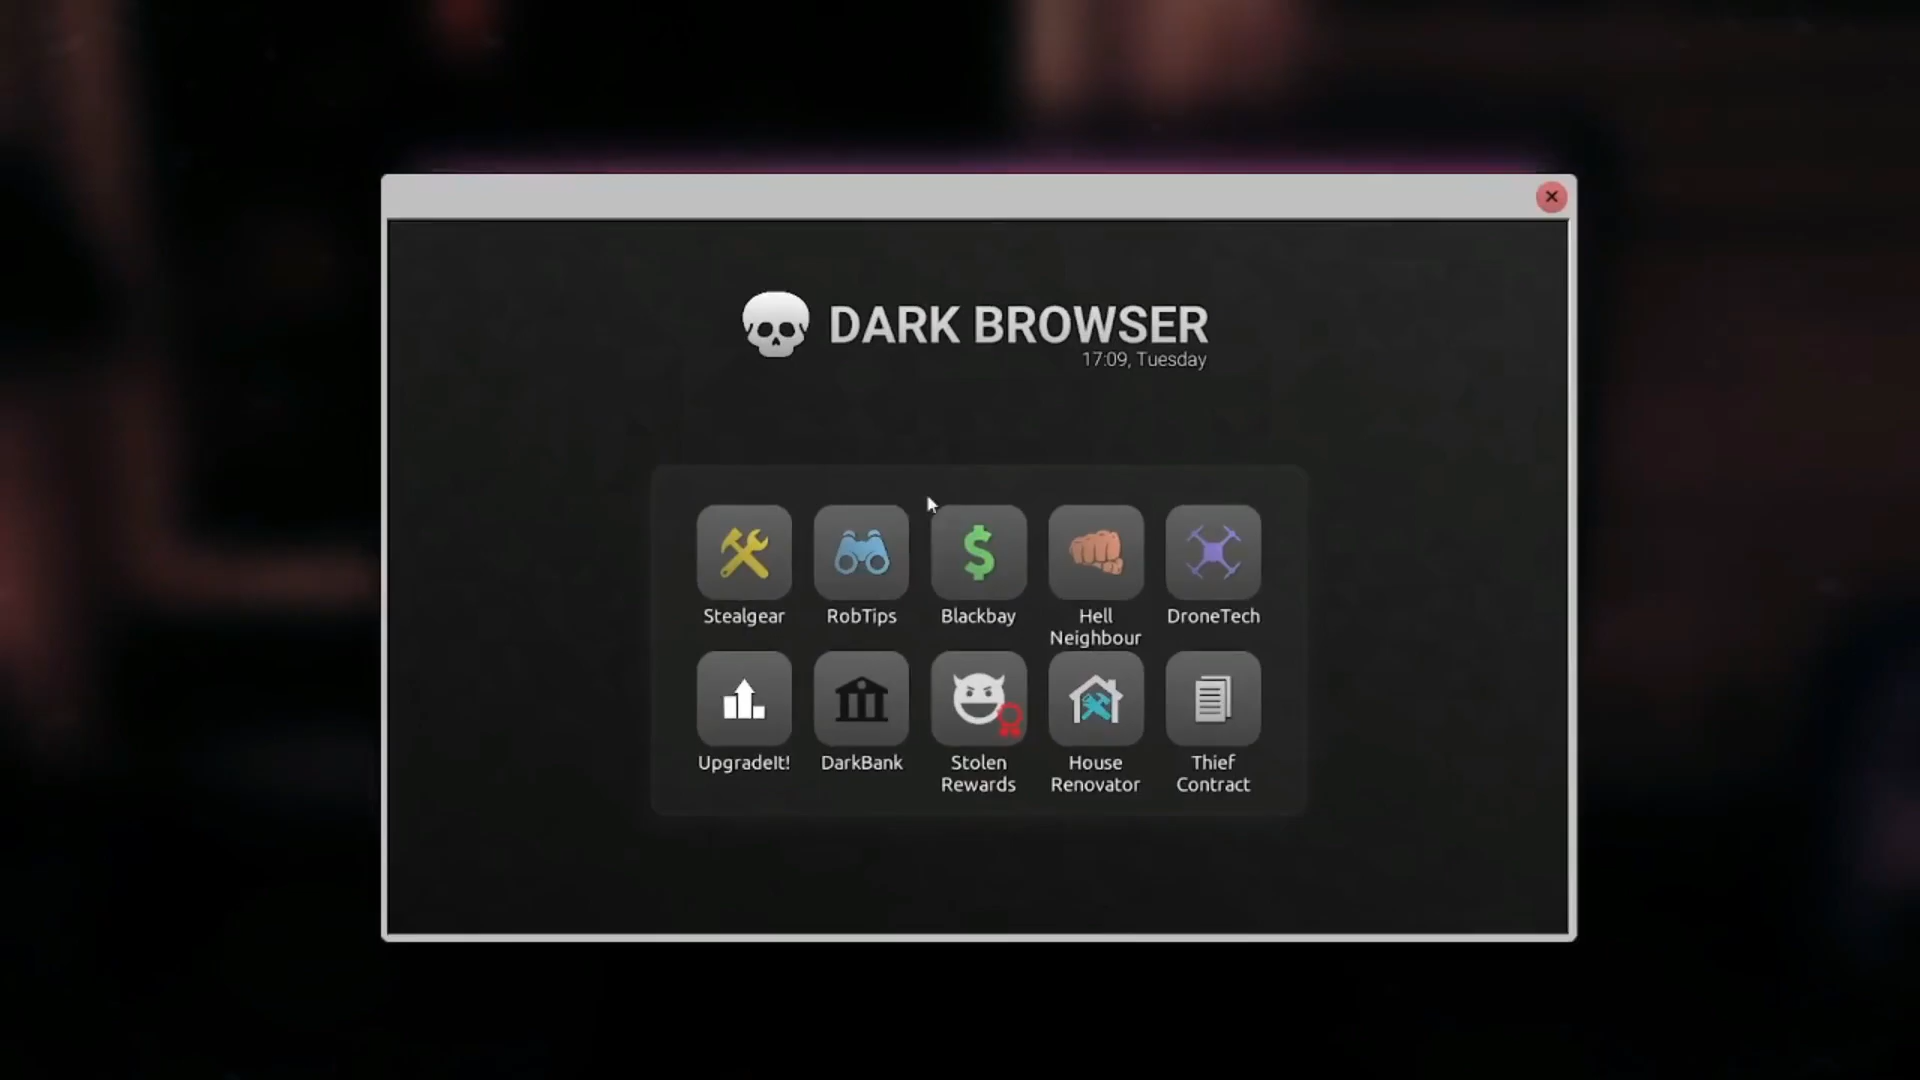 DARK BROWSER
17:09, Tuesday
Stealgear
RobTips
Blackbay
Hell
Neighbour
DroneTech
UpgradeIt!
DarkBank
Stolen
Rewards
House
Renovator
Thief
Contract